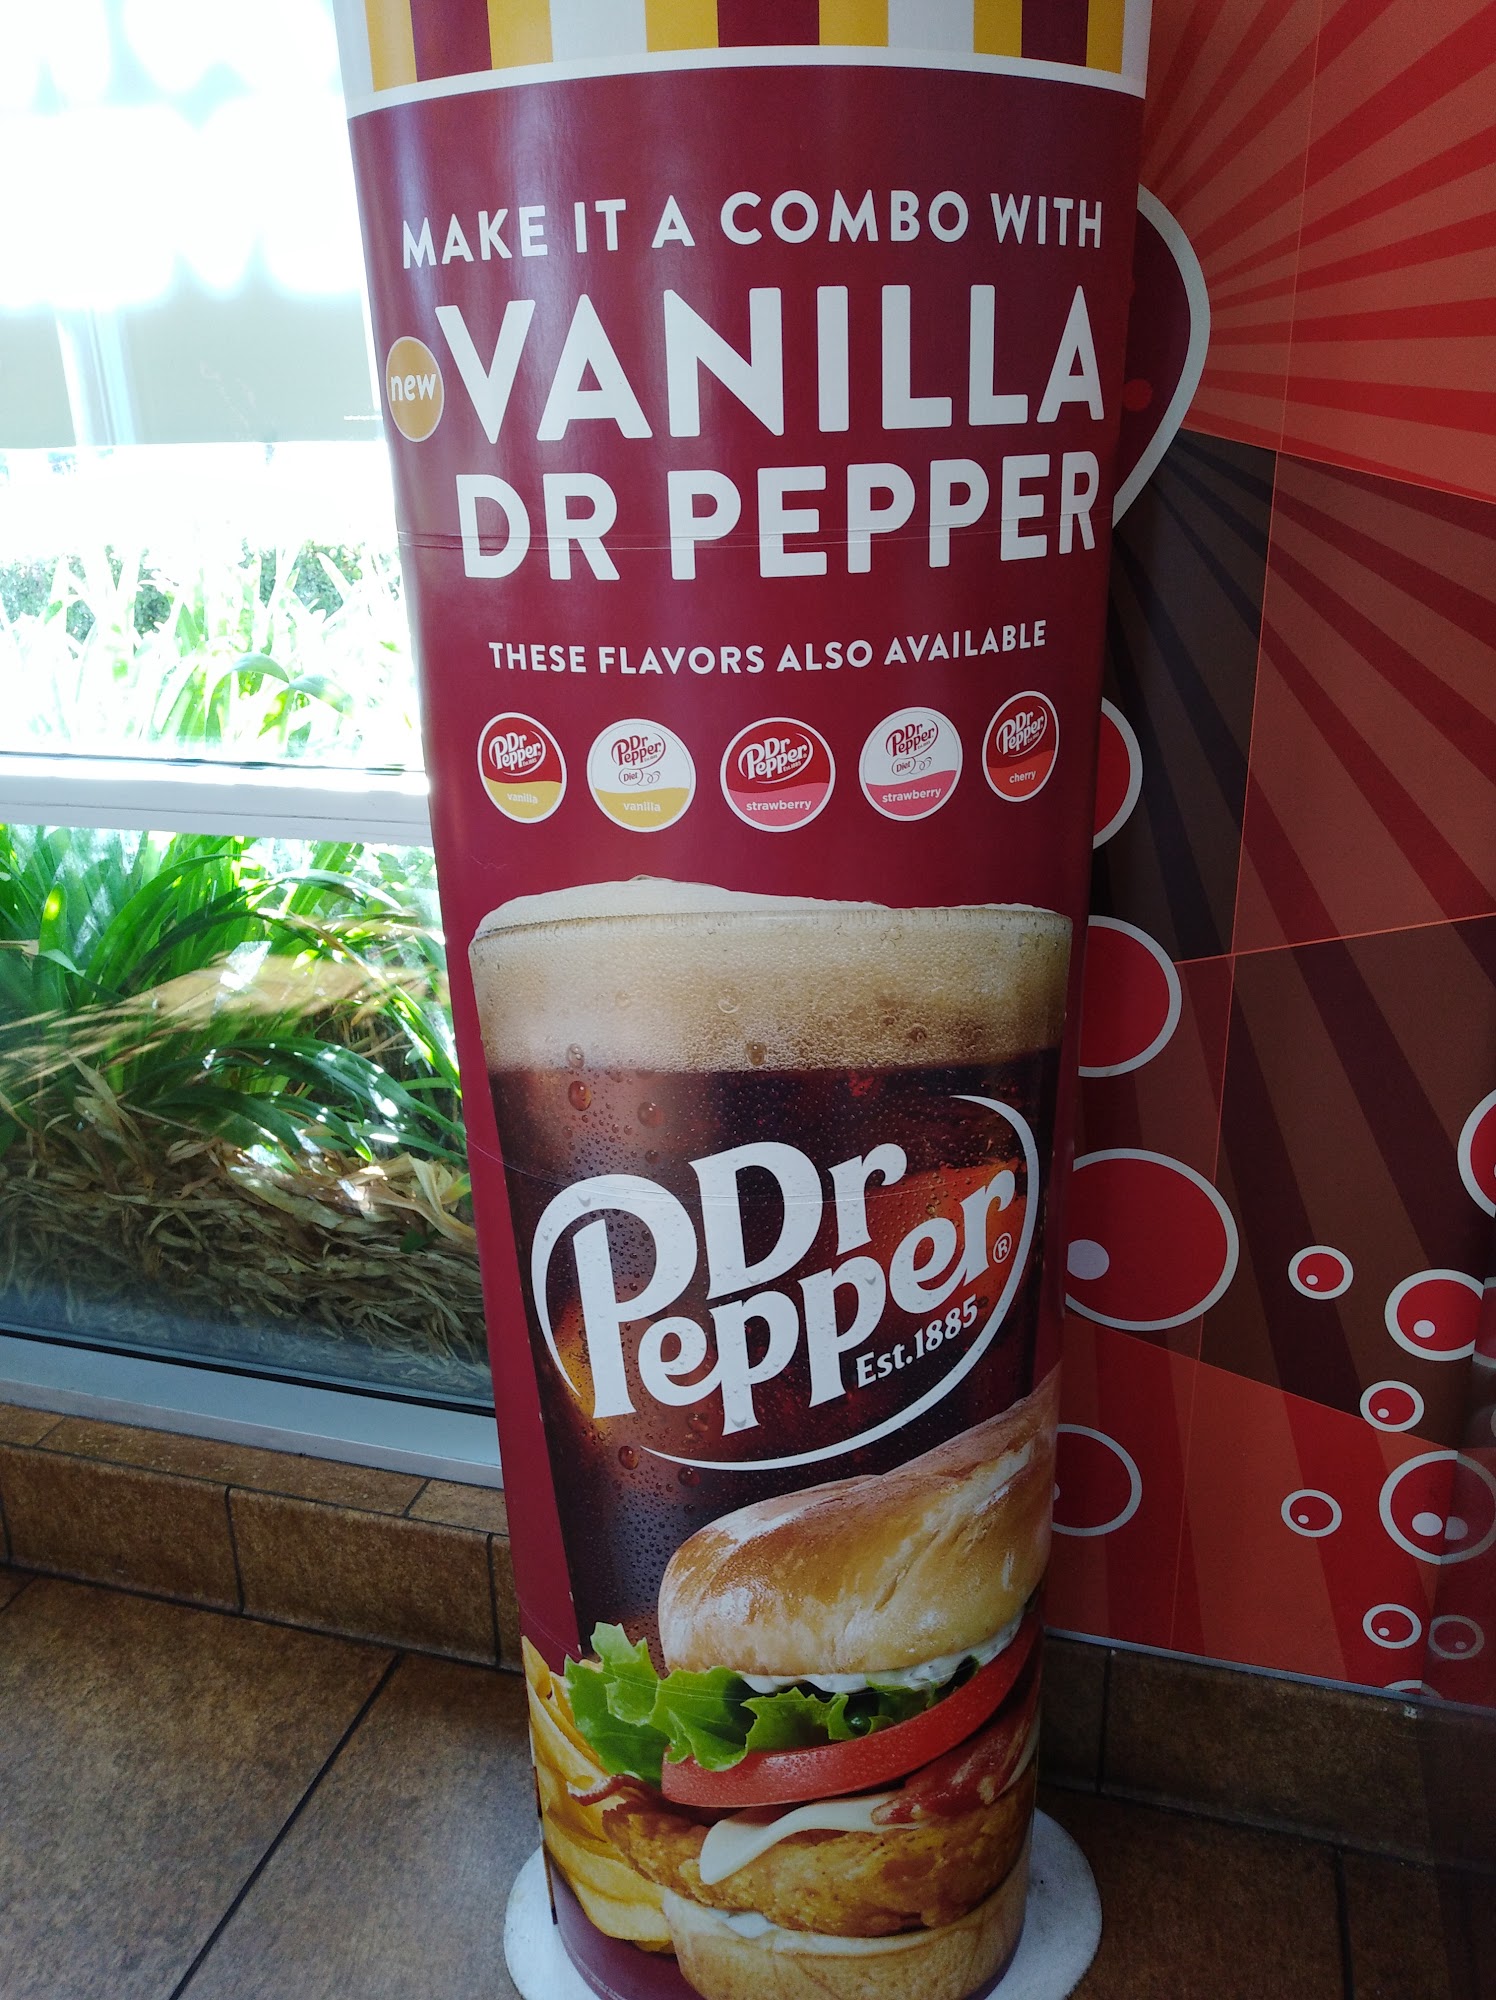 MAKE IT A COMBO WITH
new
VANILLA
DR PEPPER
THESE FLAVORS ALSO AVAILABLE
Dr Pepper
vanilla
Dr Pepper
Diet
vanilla
Dr Pepper
strawberry
Dr Pepper
Diet
strawberry
Dr Pepper
cherry
Dr
Pepper®
Est.1885